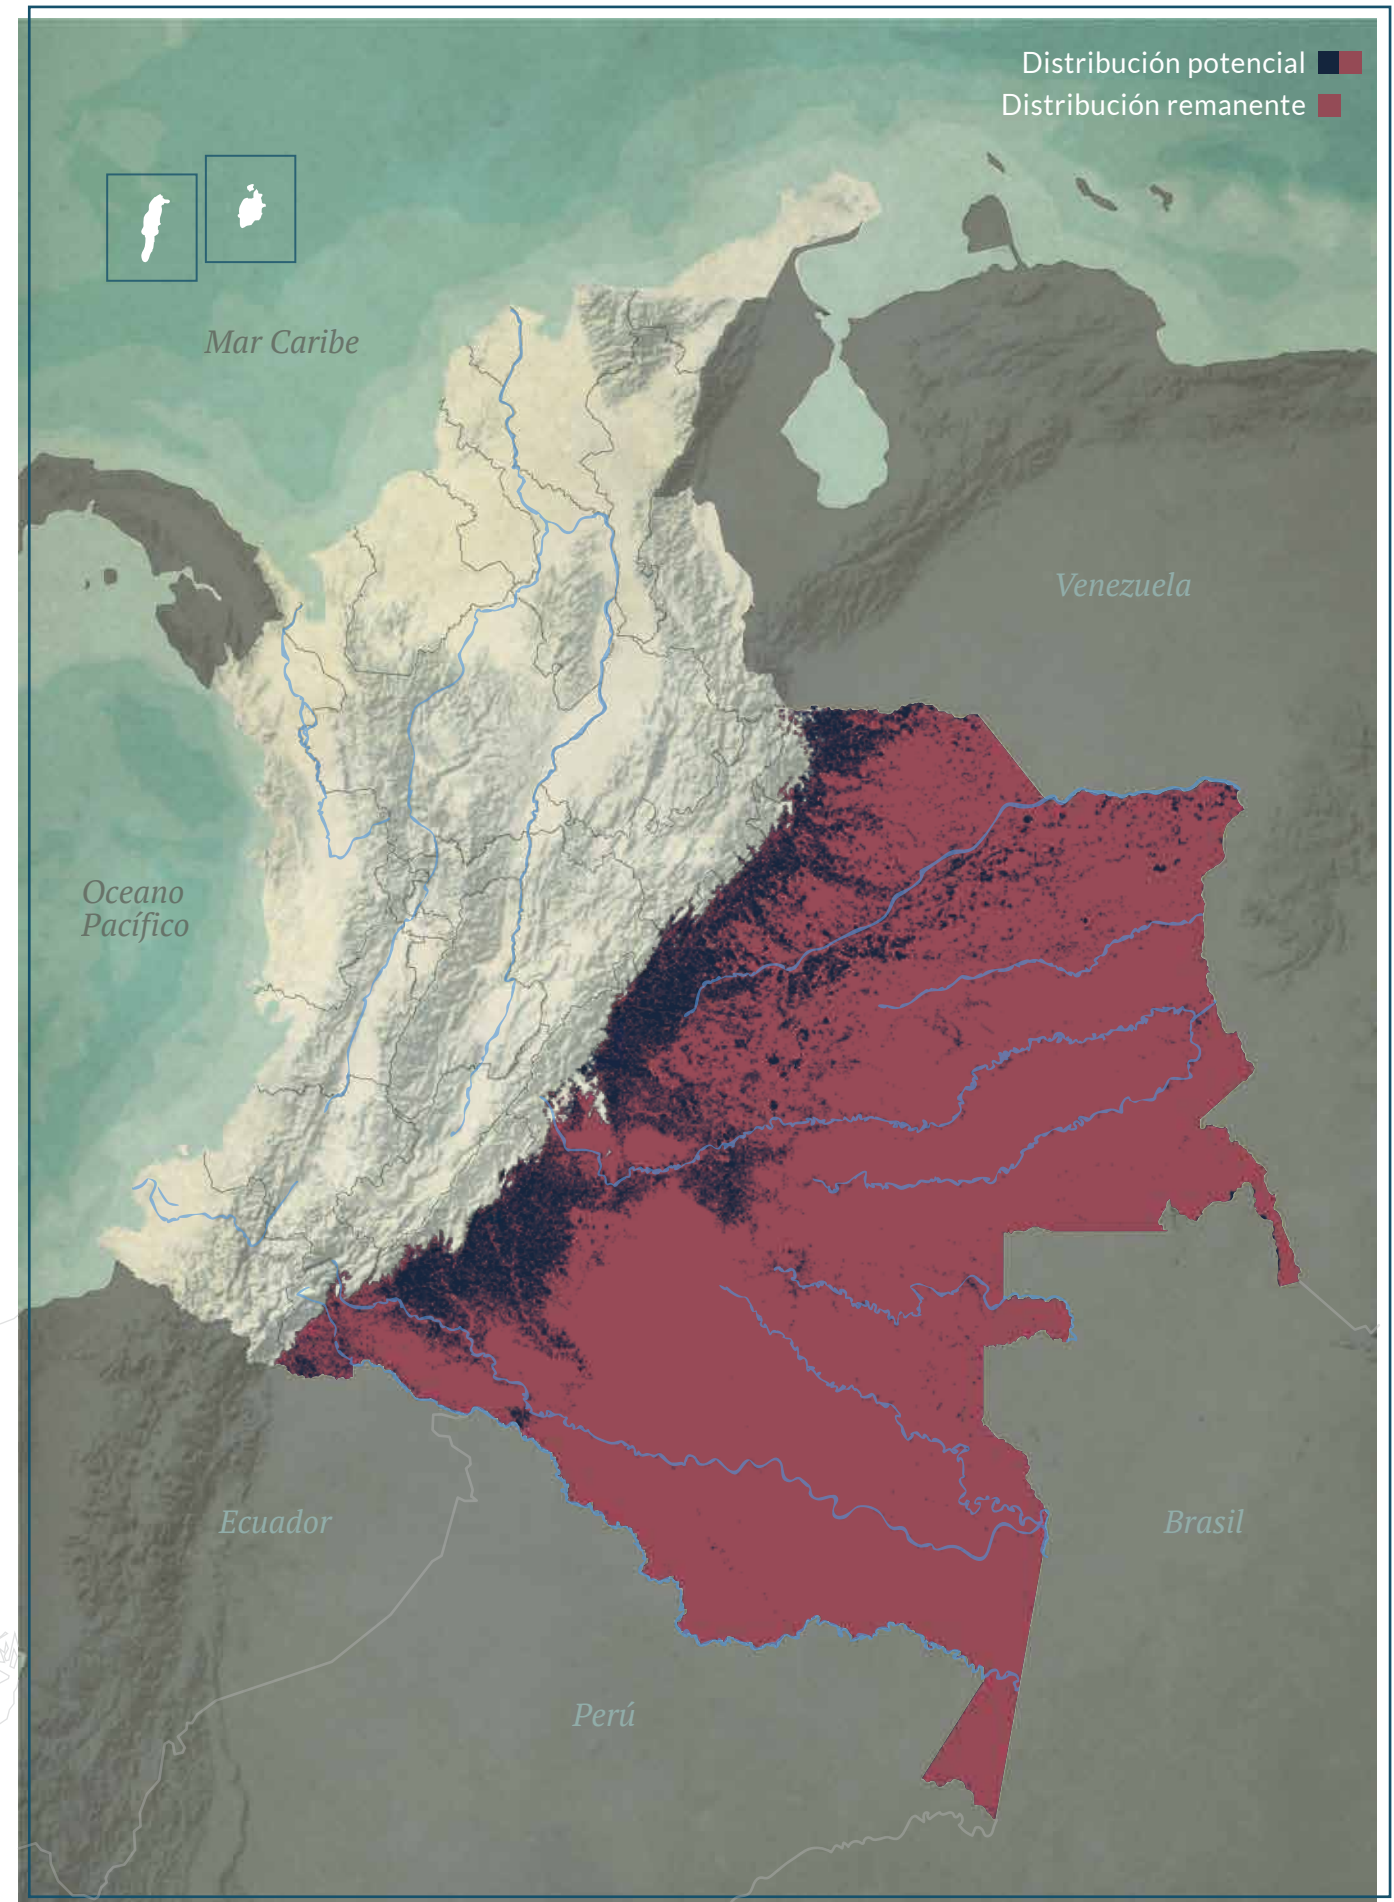 Distribución potencial
Distribución remanente
Mar Caribe
Venezuela
Oceano
Pacífico
Ecuador
Brasil
Perú